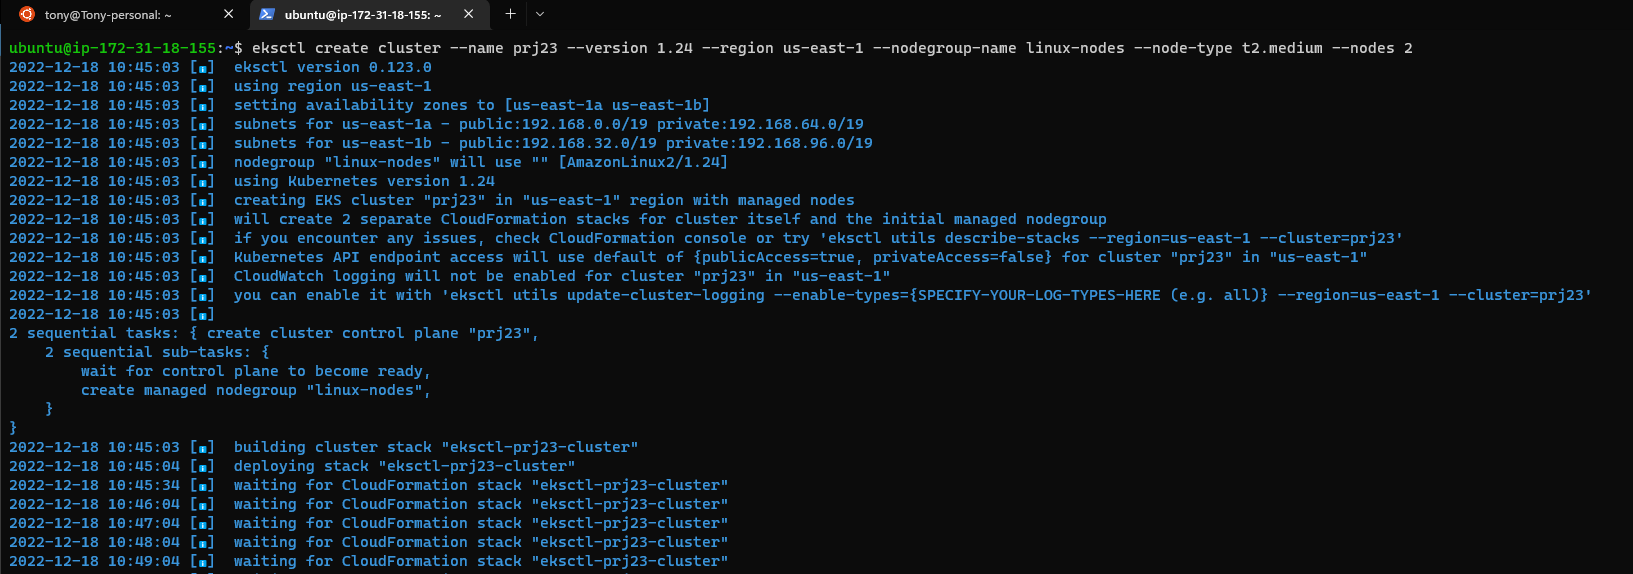 tony@Tony-personal: ~
ubuntu@ip-172-31-18-155: ~
ubuntu@ip-172-31-18-155:~$ eksctl create cluster --name prj23 --version 1.24 --region us-east-1 --nodegroup-name linux-nodes --node-type t2.medium --nodes 2
2022-12-18 10:45:03 [ℹ]  eksctl version 0.123.0
2022-12-18 10:45:03 [ℹ]  using region us-east-1
2022-12-18 10:45:03 [ℹ]  setting availability zones to [us-east-1a us-east-1b]
2022-12-18 10:45:03 [ℹ]  subnets for us-east-1a - public:192.168.0.0/19 private:192.168.64.0/19
2022-12-18 10:45:03 [ℹ]  subnets for us-east-1b - public:192.168.32.0/19 private:192.168.96.0/19
2022-12-18 10:45:03 [ℹ]  nodegroup "linux-nodes" will use "" [AmazonLinux2/1.24]
2022-12-18 10:45:03 [ℹ]  using Kubernetes version 1.24
2022-12-18 10:45:03 [ℹ]  creating EKS cluster "prj23" in "us-east-1" region with managed nodes
2022-12-18 10:45:03 [ℹ]  will create 2 separate CloudFormation stacks for cluster itself and the initial managed nodegroup
2022-12-18 10:45:03 [ℹ]  if you encounter any issues, check CloudFormation console or try 'eksctl utils describe-stacks --region=us-east-1 --cluster=prj23'
2022-12-18 10:45:03 [ℹ]  Kubernetes API endpoint access will use default of {publicAccess=true, privateAccess=false} for cluster "prj23" in "us-east-1"
2022-12-18 10:45:03 [ℹ]  CloudWatch logging will not be enabled for cluster "prj23" in "us-east-1"
2022-12-18 10:45:03 [ℹ]  you can enable it with 'eksctl utils update-cluster-logging --enable-types={SPECIFY-YOUR-LOG-TYPES-HERE (e.g. all)} --region=us-east-1 --cluster=prj23'
2022-12-18 10:45:03 [ℹ]
2 sequential tasks: { create cluster control plane "prj23",
    2 sequential sub-tasks: {
        wait for control plane to become ready,
        create managed nodegroup "linux-nodes",
    }
}
2022-12-18 10:45:03 [ℹ]  building cluster stack "eksctl-prj23-cluster"
2022-12-18 10:45:04 [ℹ]  deploying stack "eksctl-prj23-cluster"
2022-12-18 10:45:34 [ℹ]  waiting for CloudFormation stack "eksctl-prj23-cluster"
2022-12-18 10:46:04 [ℹ]  waiting for CloudFormation stack "eksctl-prj23-cluster"
2022-12-18 10:47:04 [ℹ]  waiting for CloudFormation stack "eksctl-prj23-cluster"
2022-12-18 10:48:04 [ℹ]  waiting for CloudFormation stack "eksctl-prj23-cluster"
2022-12-18 10:49:04 [ℹ]  waiting for CloudFormation stack "eksctl-prj23-cluster"